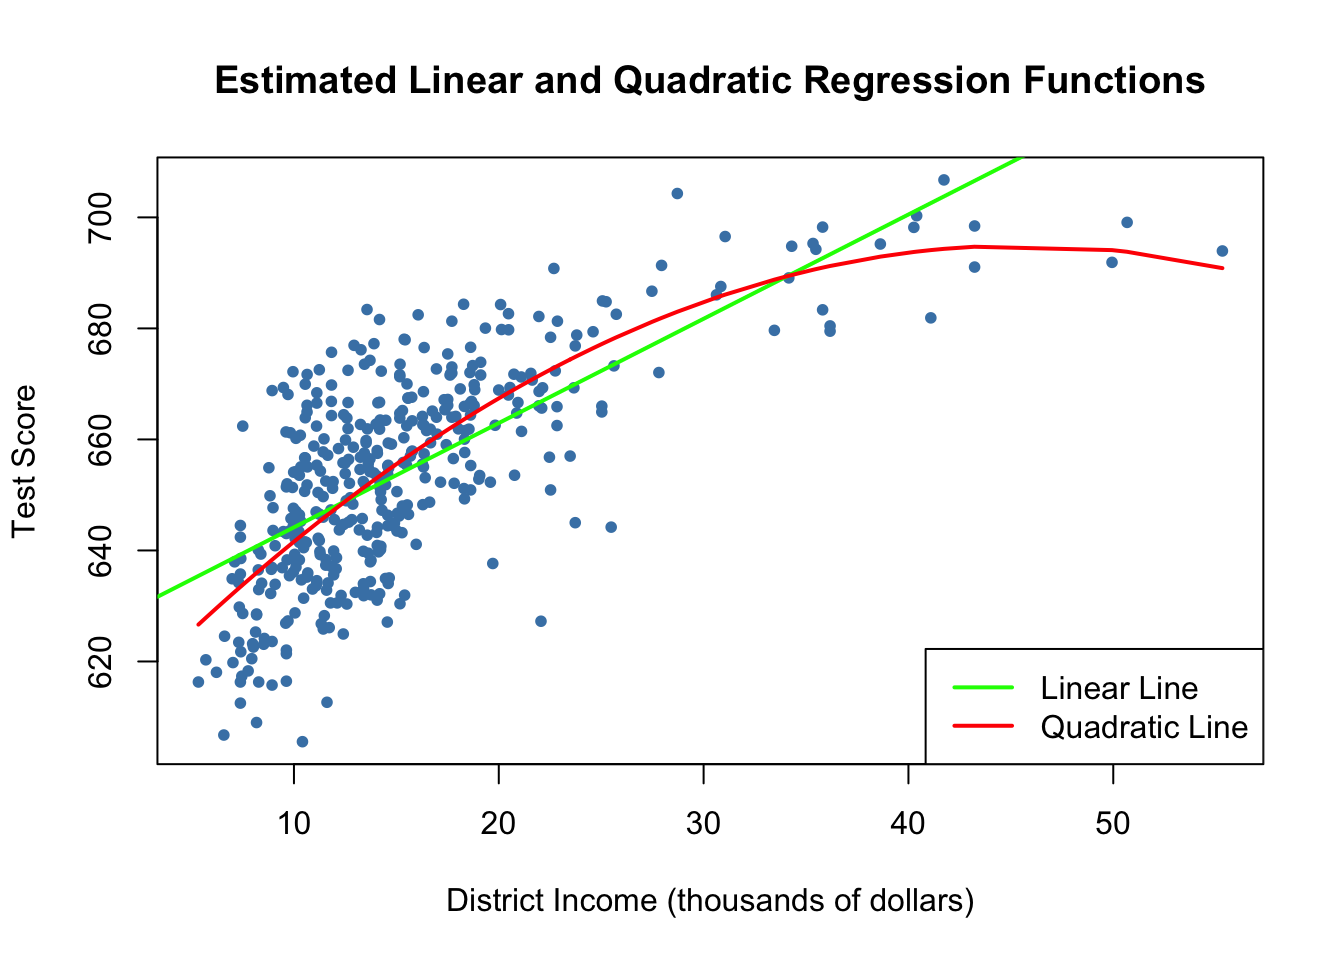 Estimated Linear and Quadratic Regression Functions
Test Score
700
680
660
640
620
Linear Line
Quadratic Line
10 20 30 40 50
District Income (thousands of dollars)